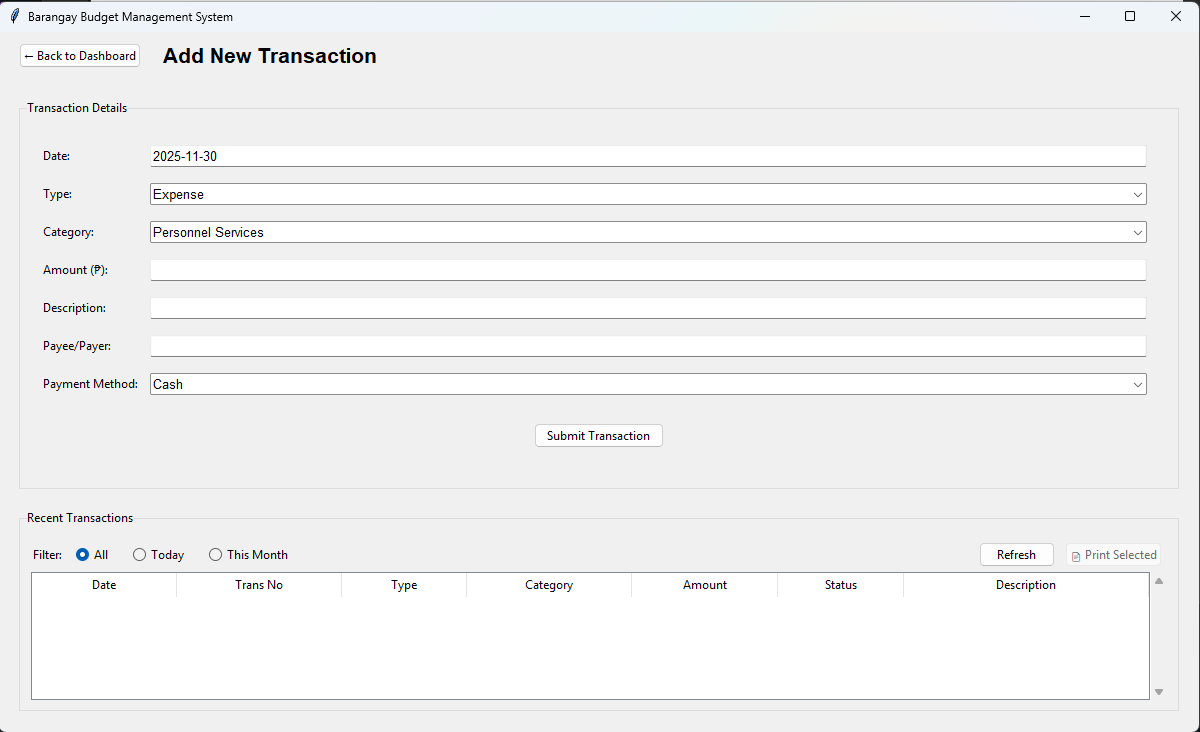 Barangay Budget Management System
← Back to Dashboard Add New Transaction
Transaction Details
Date: 2025-11-30
Type: Expense
Category: Personnel Services
Amount (₱):
Description:
Payee/Payer:
Payment Method: Cash
Submit Transaction
Recent Transactions
Filter: All Today This Month Refresh Print Selected
Date Trans No Type Category Amount Status Description